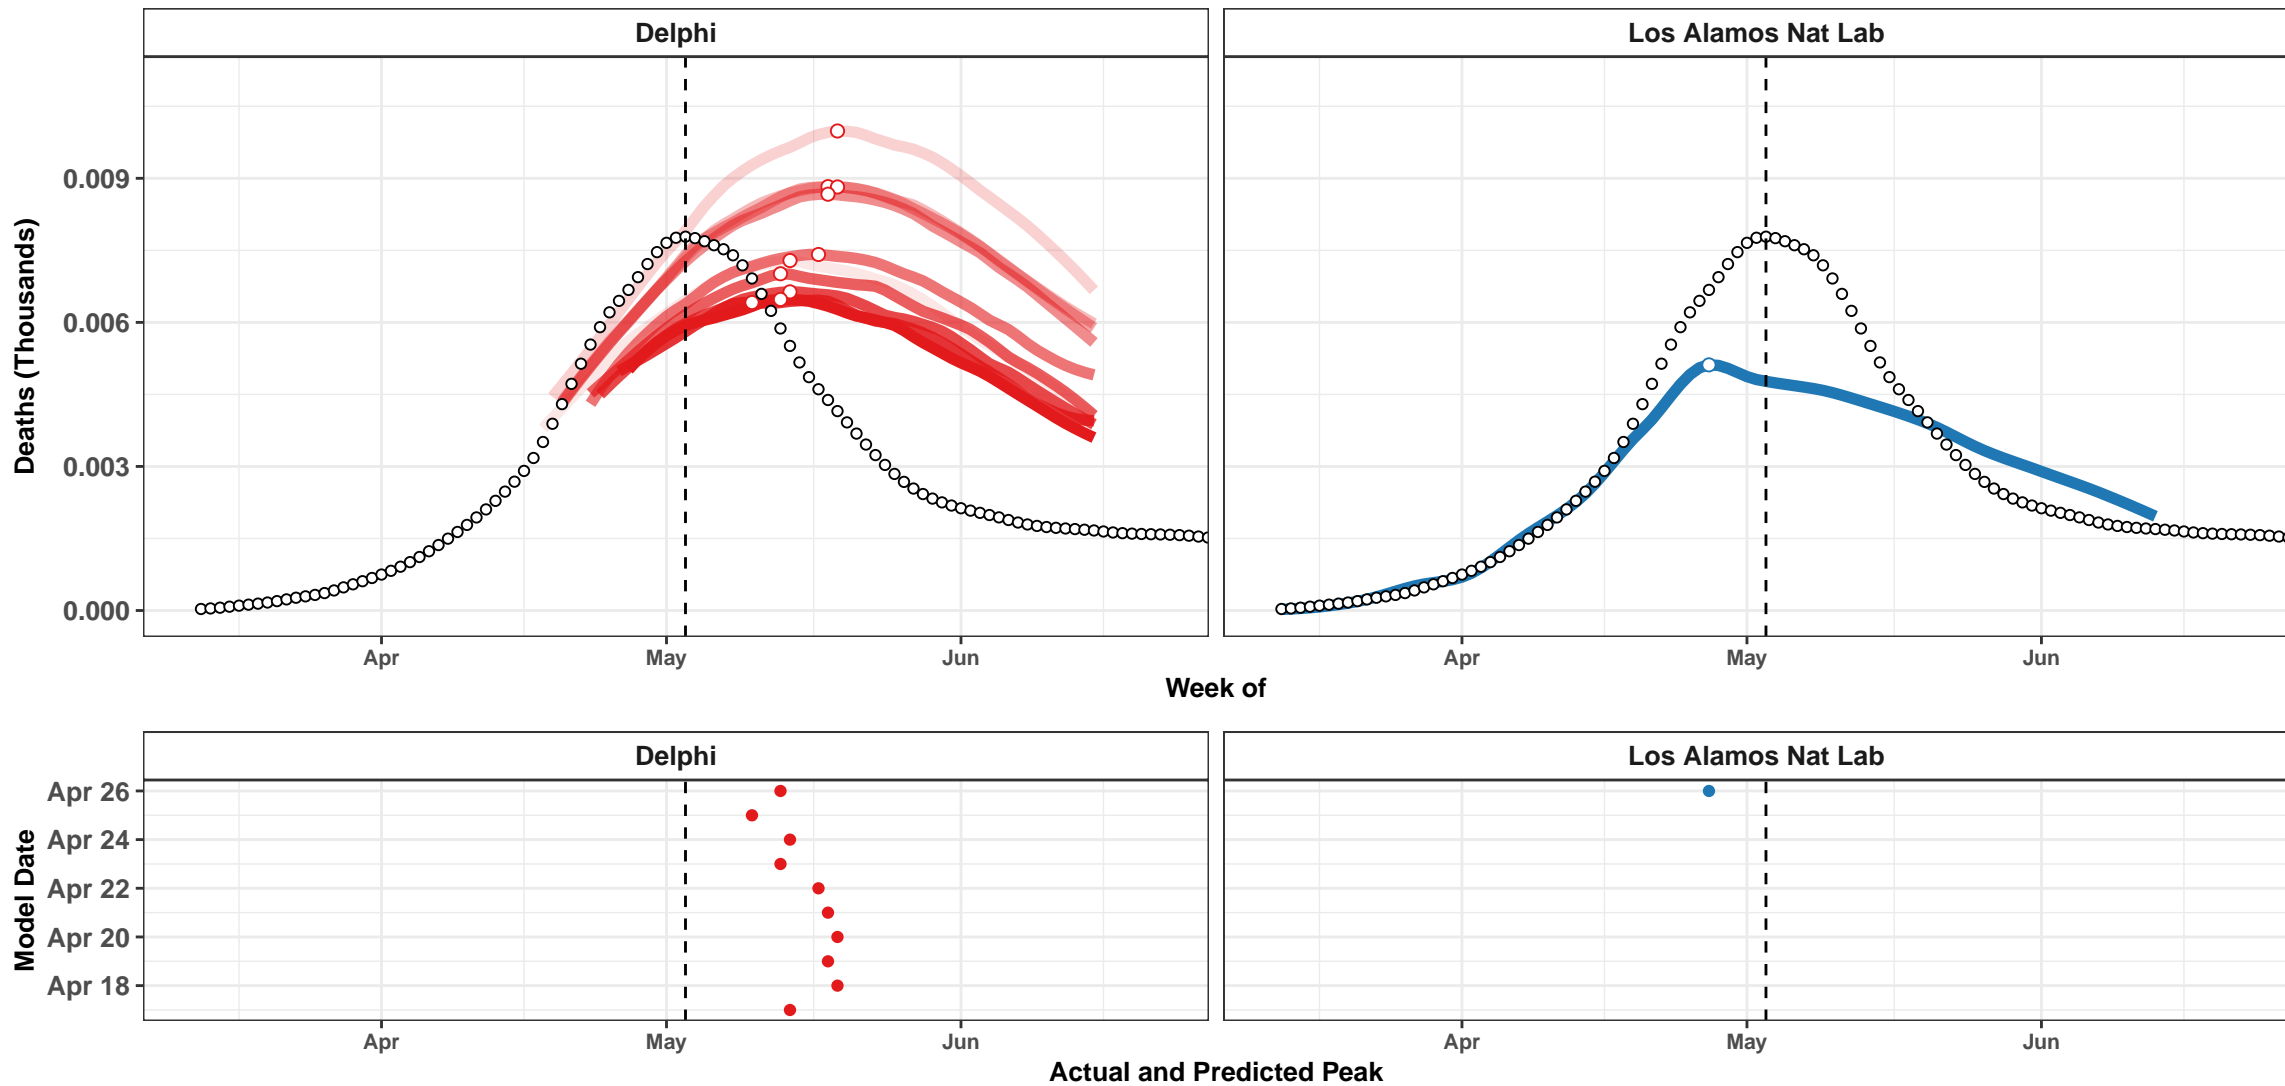 Delphi
Los Alamos Nat Lab
Deaths (Thousands)
0.009
0.006
0.003
0.000
Apr
May
Jun
Apr
May
Jun
Week of
Delphi
Los Alamos Nat Lab
Model Date
Apr 26
Apr 24
Apr 22
Apr 20
Apr 18
Apr
May
Jun
Apr
May
Jun
Actual and Predicted Peak